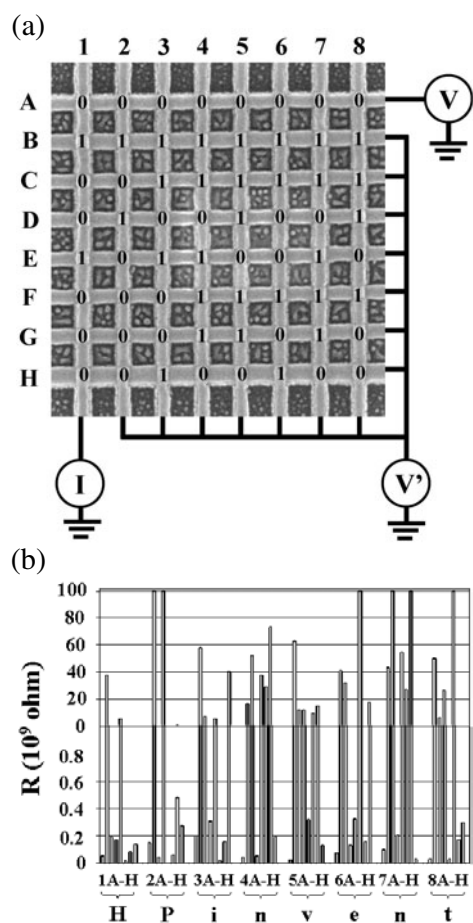 (a)
1 2 3 4 5 6 7 8
A 0 0 0 0 0 0 0 0 V
B 1 1 1 1 1 1 1 1
C 0 0 1 1 1 1 1 1
D 0 1 0 0 1 0 0 1
E 1 0 1 1 0 0 1 0
F 0 0 0 1 1 1 1 1
G 0 0 0 1 1 0 1 0
H 0 0 1 0 0 1 0 0
I V'
(b)
R (10⁹ ohm)
100
80
60
40
20
0
0.8
0.6
0.4
0.2
0
1A-H 2A-H 3A-H 4A-H 5A-H 6A-H 7A-H 8A-H
H P i n v e n t